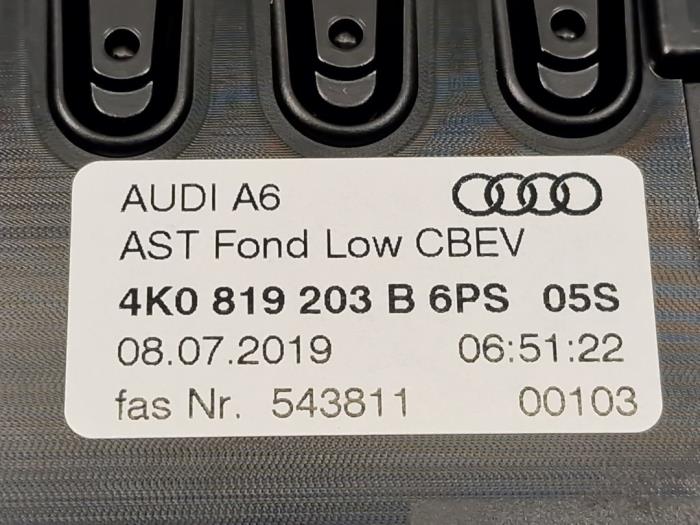 AUDI A6
AST Fond Low CBEV
4K0 819 203 B 6PS 05S
08.07.2019 06:51:22
fas Nr. 543811 00103